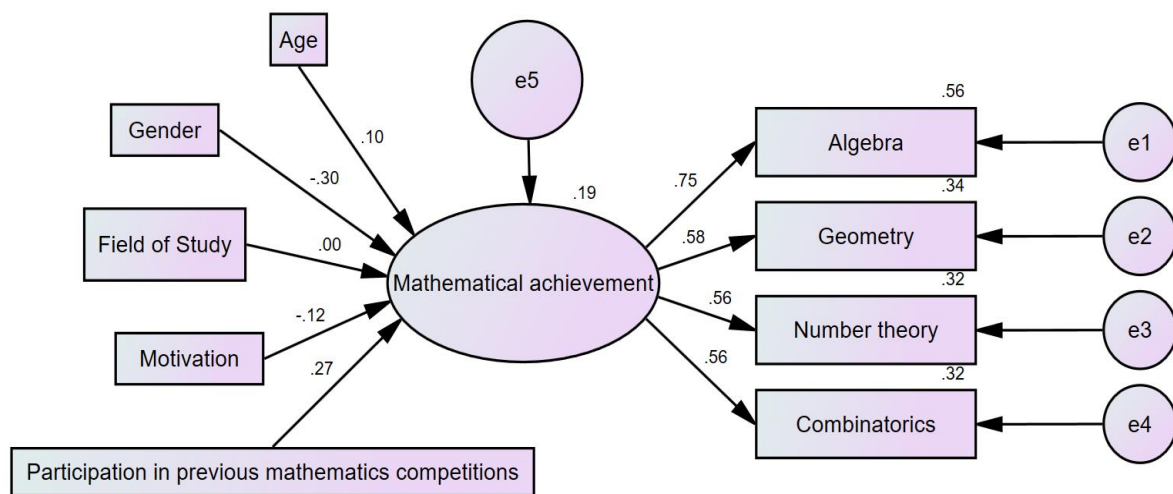 Age
e5
.56
Gender
.10
Algebra
e1
-.30
.19
.75
.34
Field of Study
.00
.58
Geometry
e2
Mathematical achievement
.32
-.12
.56
Motivation
.27
Number theory
e3
.56
.32
Combinatorics
e4
Participation in previous mathematics competitions